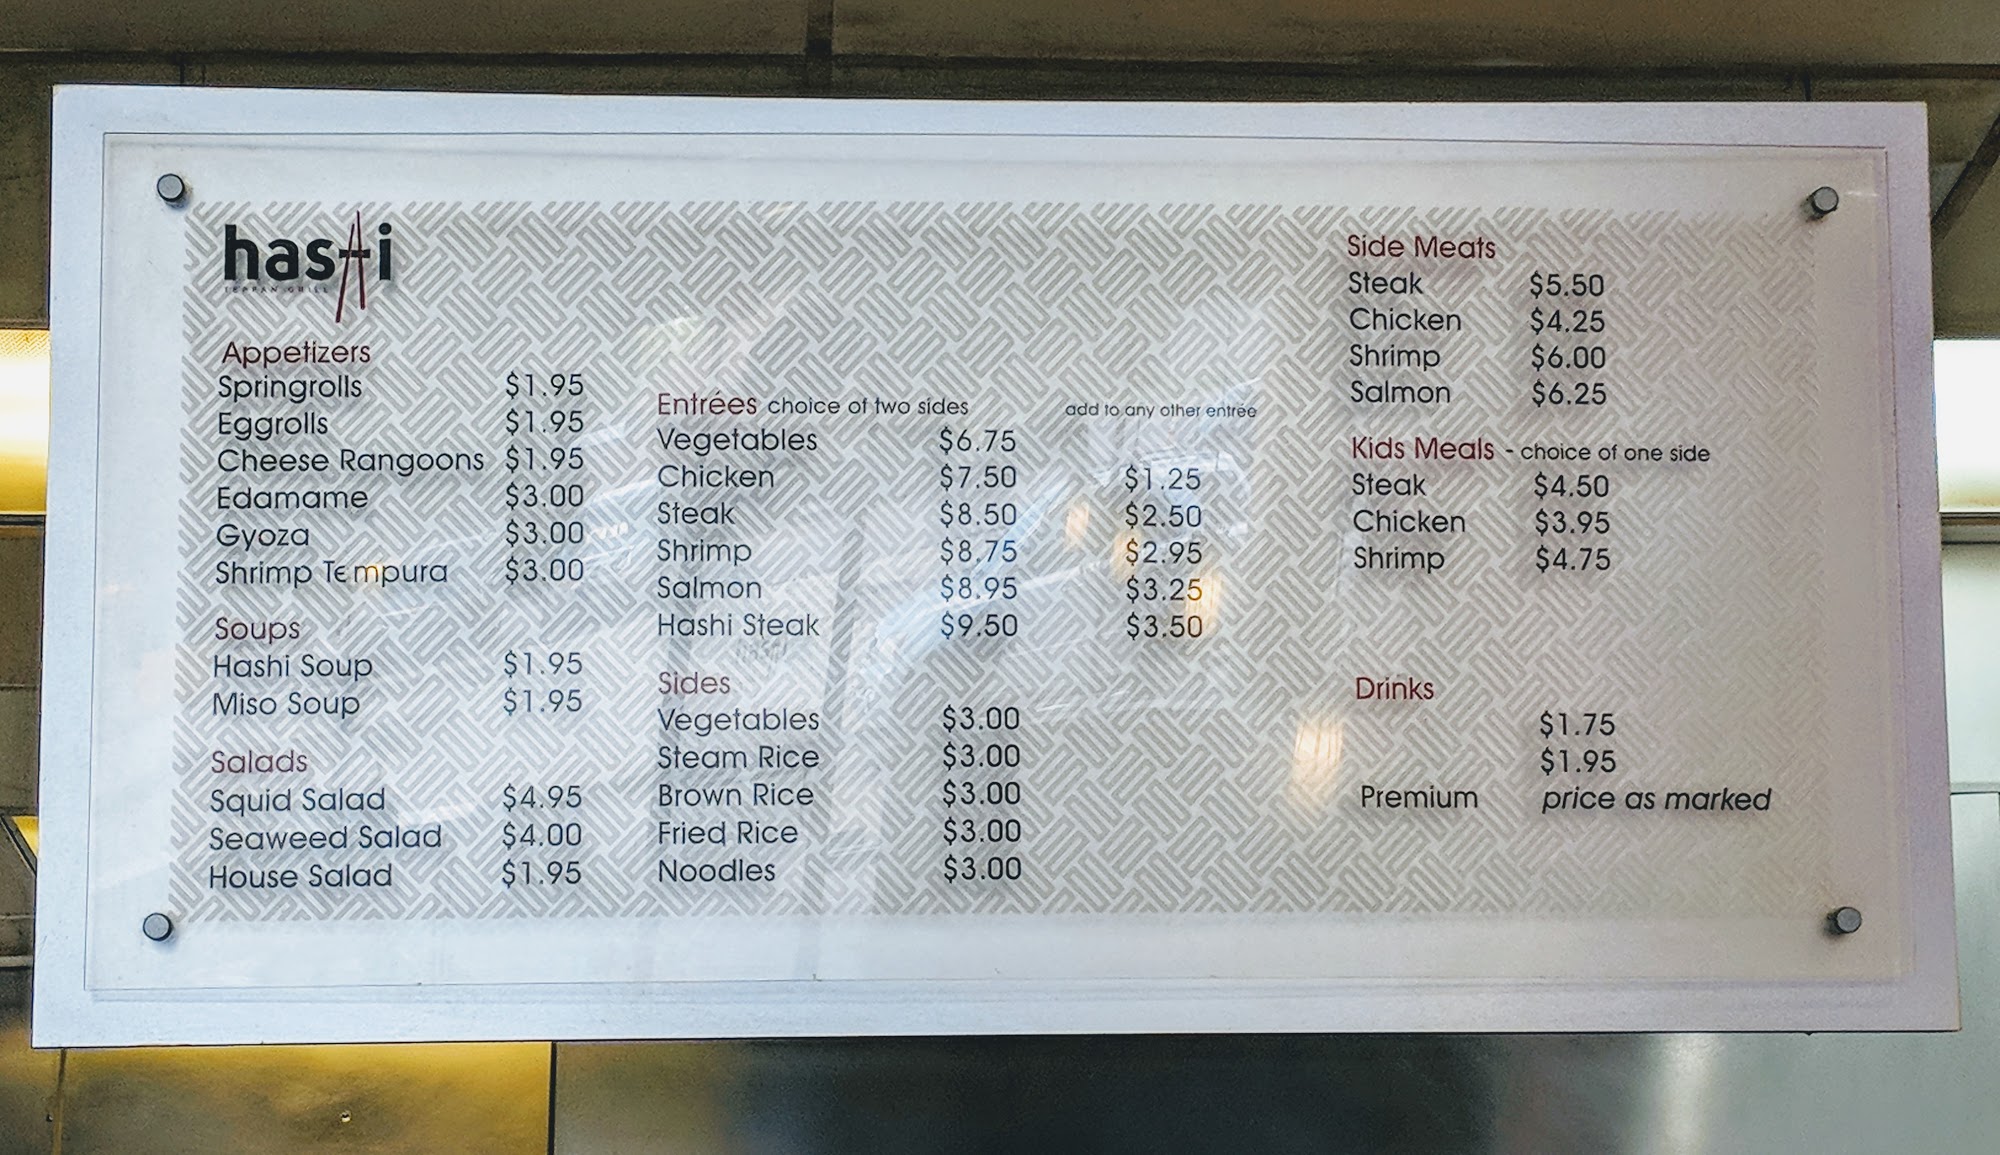 hasHi
TEPPAN GRILL
Appetizers
Springrolls $1.95
Eggrolls $1.95
Cheese Rangoons $1.95
Edamame $3.00
Gyoza $3.00
Shrimp Tempura $3.00
Soups
Hashi Soup $1.95
Miso Soup $1.95
Salads
Squid Salad $4.95
Seaweed Salad $4.00
House Salad $1.95
Entrées choice of two sides add to any other entrée
Vegetables $6.75
Chicken $7.50 $1.25
Steak $8.50 $2.50
Shrimp $8.75 $2.95
Salmon $8.95 $3.25
Hashi Steak $9.50 $3.50
Sides
Vegetables $3.00
Steam Rice $3.00
Brown Rice $3.00
Fried Rice $3.00
Noodles $3.00
Side Meats
Steak $5.50
Chicken $4.25
Shrimp $6.00
Salmon $6.25
Kids Meals - choice of one side
Steak $4.50
Chicken $3.95
Shrimp $4.75
Drinks
$1.75
$1.95
Premium price as marked